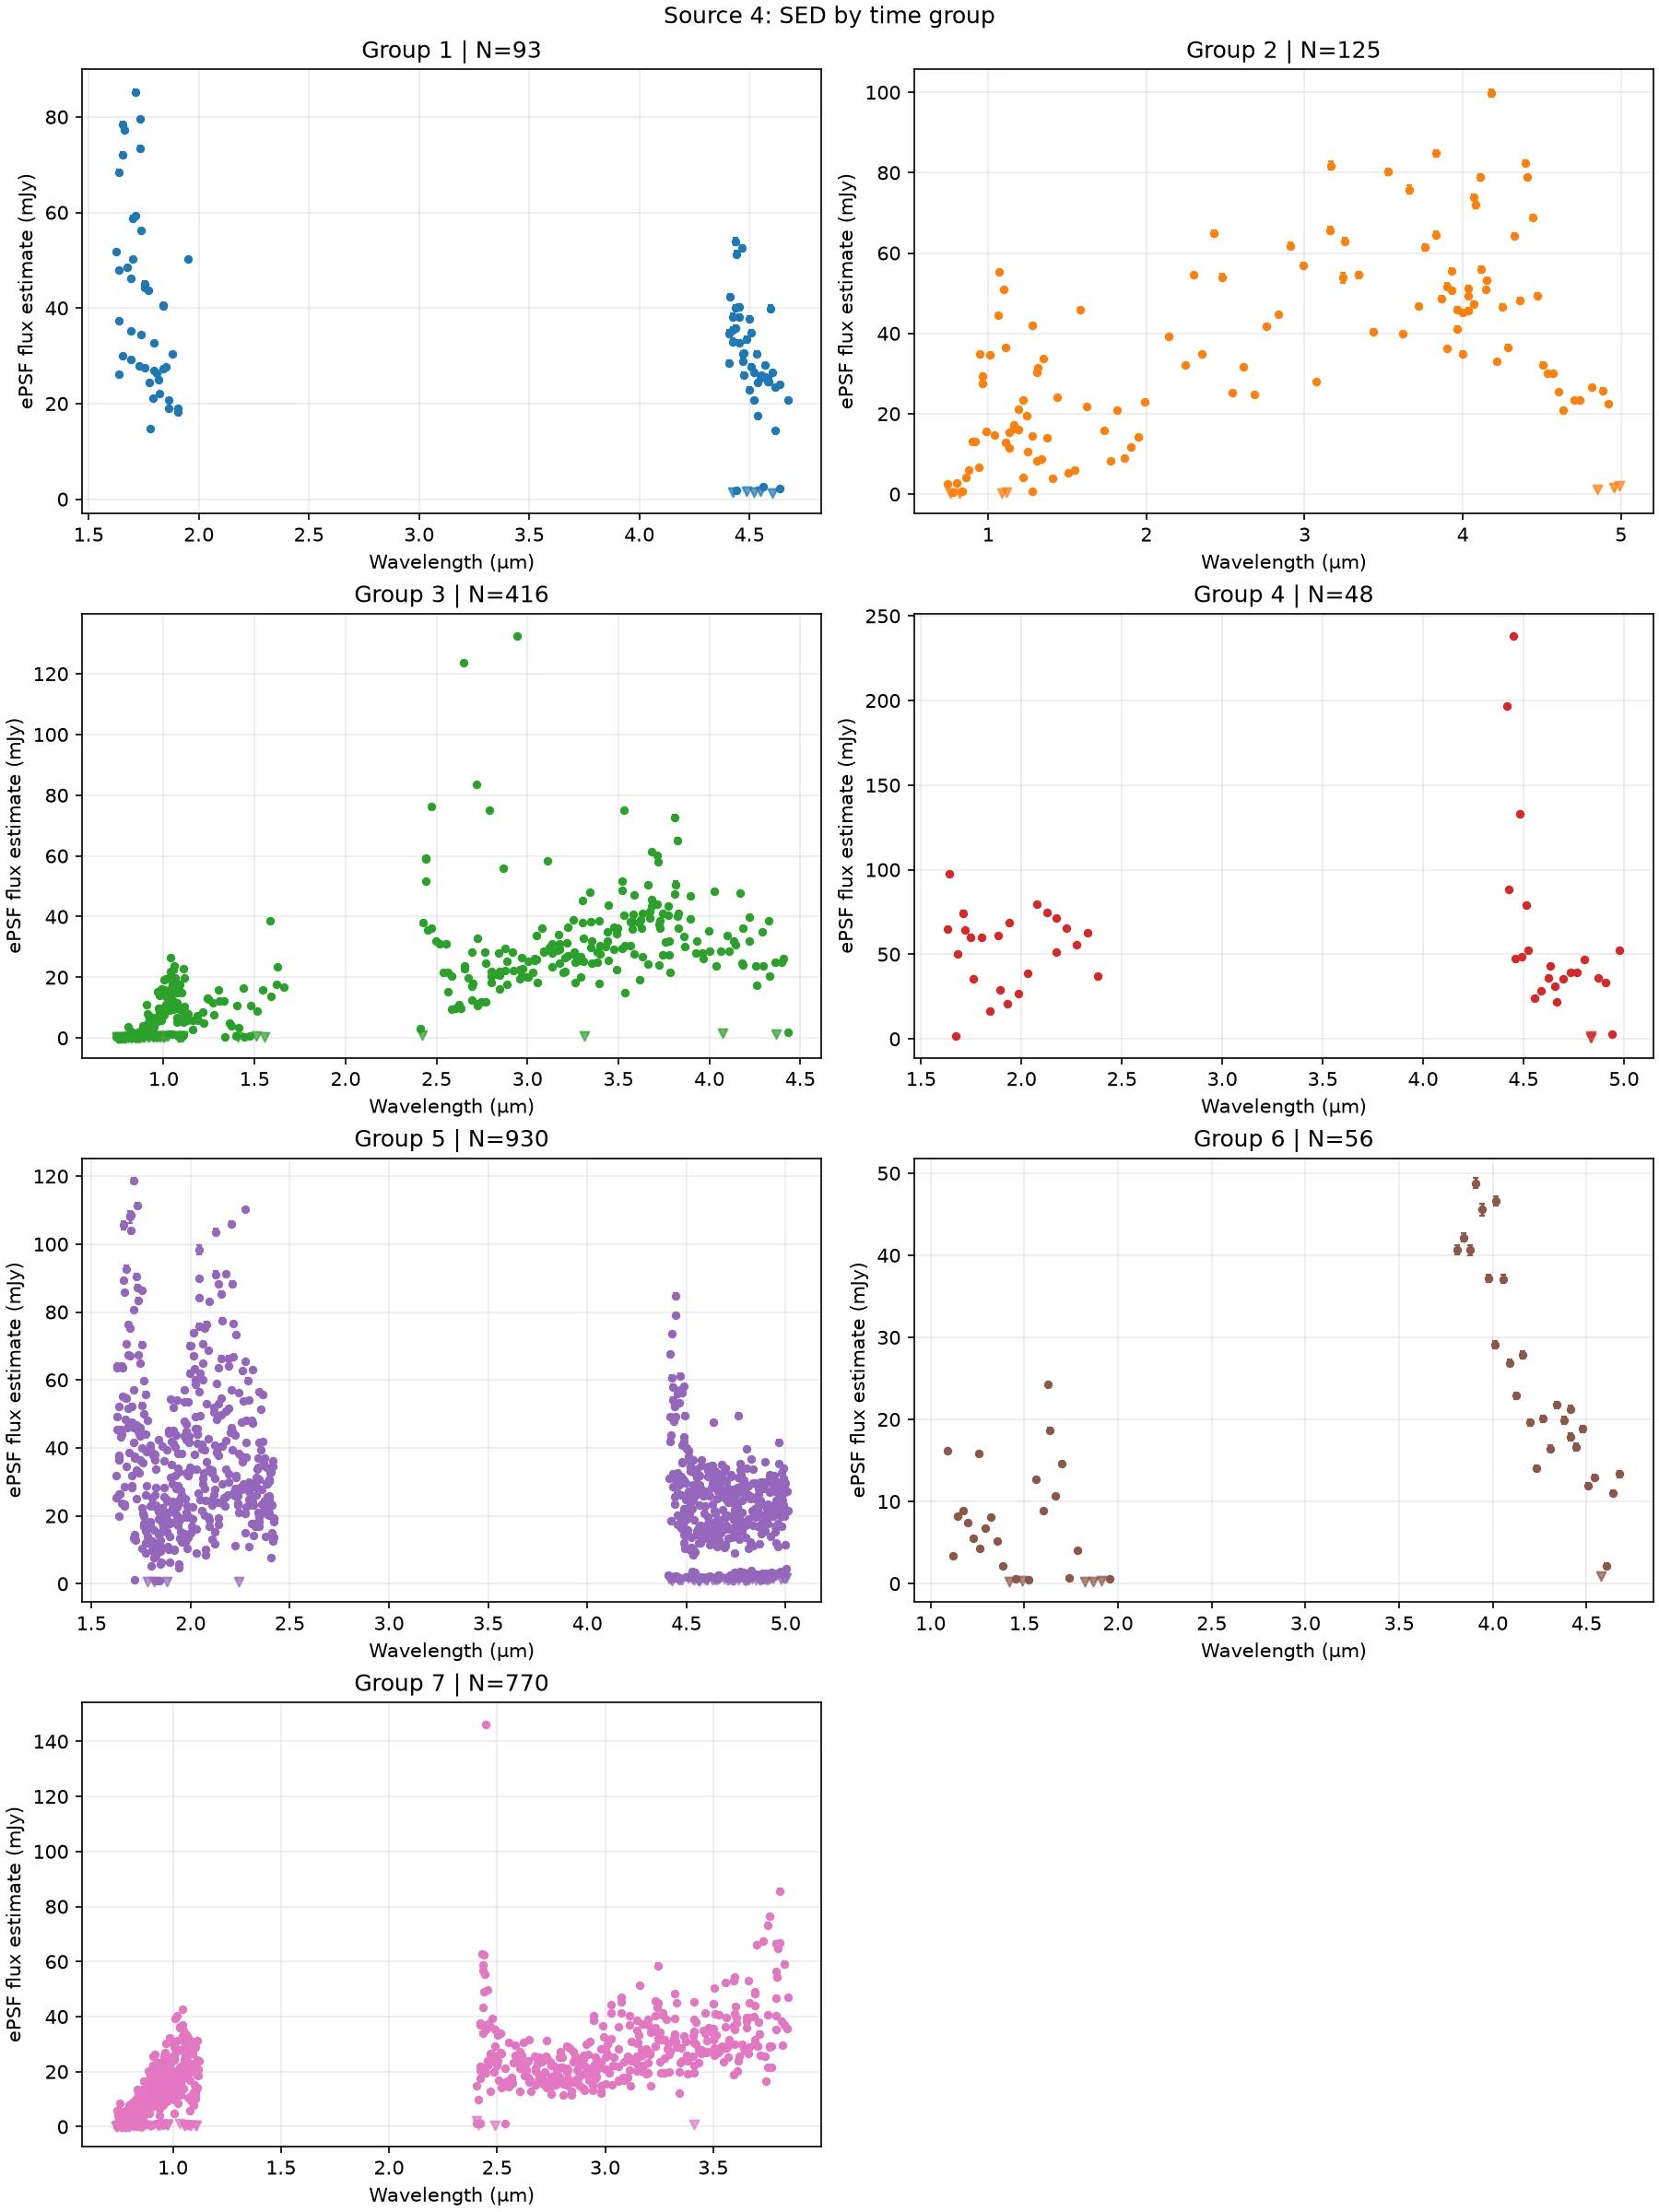 Source 4: SED by time group
Group 1 | N=93
ePSF flux estimate (mJy)
80
60
40
20
0
1.5 2.0 2.5 3.0 3.5 4.0 4.5
Wavelength (µm)
Group 2 | N=125
ePSF flux estimate (mJy)
100
80
60
40
20
0
1 2 3 4 5
Wavelength (µm)
Group 3 | N=416
ePSF flux estimate (mJy)
120
100
80
60
40
20
0
1.0 1.5 2.0 2.5 3.0 3.5 4.0 4.5
Wavelength (µm)
Group 4 | N=48
ePSF flux estimate (mJy)
250
200
150
100
50
0
1.5 2.0 2.5 3.0 3.5 4.0 4.5 5.0
Wavelength (µm)
Group 5 | N=930
ePSF flux estimate (mJy)
120
100
80
60
40
20
0
1.5 2.0 2.5 3.0 3.5 4.0 4.5 5.0
Wavelength (µm)
Group 6 | N=56
ePSF flux estimate (mJy)
50
40
30
20
10
0
1.0 1.5 2.0 2.5 3.0 3.5 4.0 4.5
Wavelength (µm)
Group 7 | N=770
ePSF flux estimate (mJy)
140
120
100
80
60
40
20
0
1.0 1.5 2.0 2.5 3.0 3.5
Wavelength (µm)